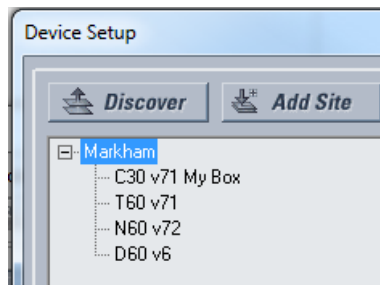 Device Setup
Discover Add Site
Markham
C30 v71 My Box
T60 v71
N60 v72
D60 v6